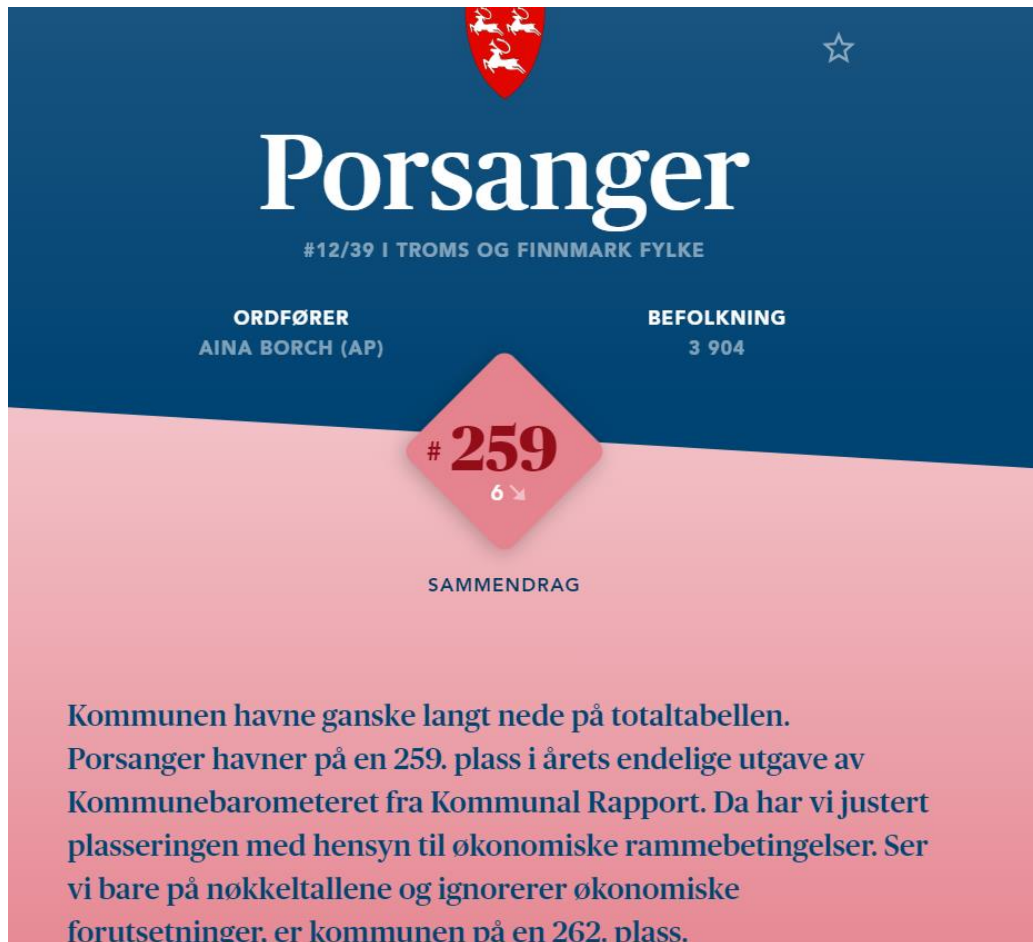 Porsanger
#12/39 I TROMS OG FINNMARK FYLKE
ORDFØRER
AINA BORCH (AP)
BEFOLKNING
3 904
# 259
6 ↘
SAMMENDRAG
Kommunen havne ganske langt nede på totaltabellen.
Porsanger havner på en 259. plass i årets endelige utgave av
Kommunebarometeret fra Kommunal Rapport. Da har vi justert
plasseringen med hensyn til økonomiske rammebetingelser. Ser
vi bare på nøkkeltallene og ignorerer økonomiske
forutsetninger, er kommunen på en 262. plass.